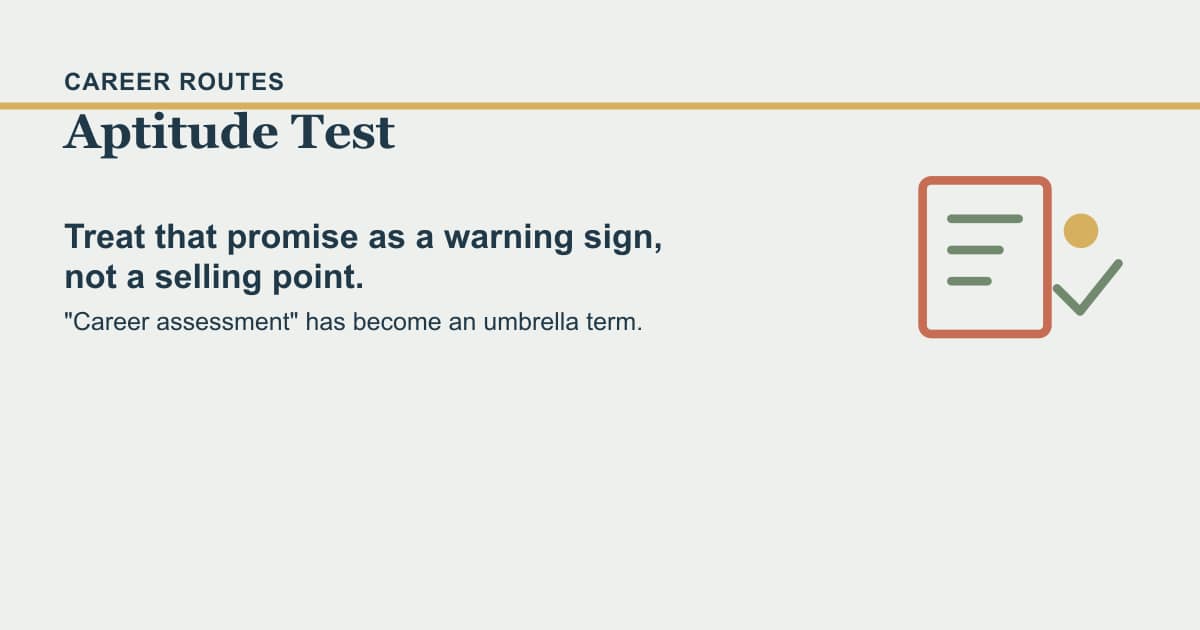 CAREER ROUTES
Aptitude Test
Treat that promise as a warning sign,
not a selling point.
"Career assessment" has become an umbrella term.